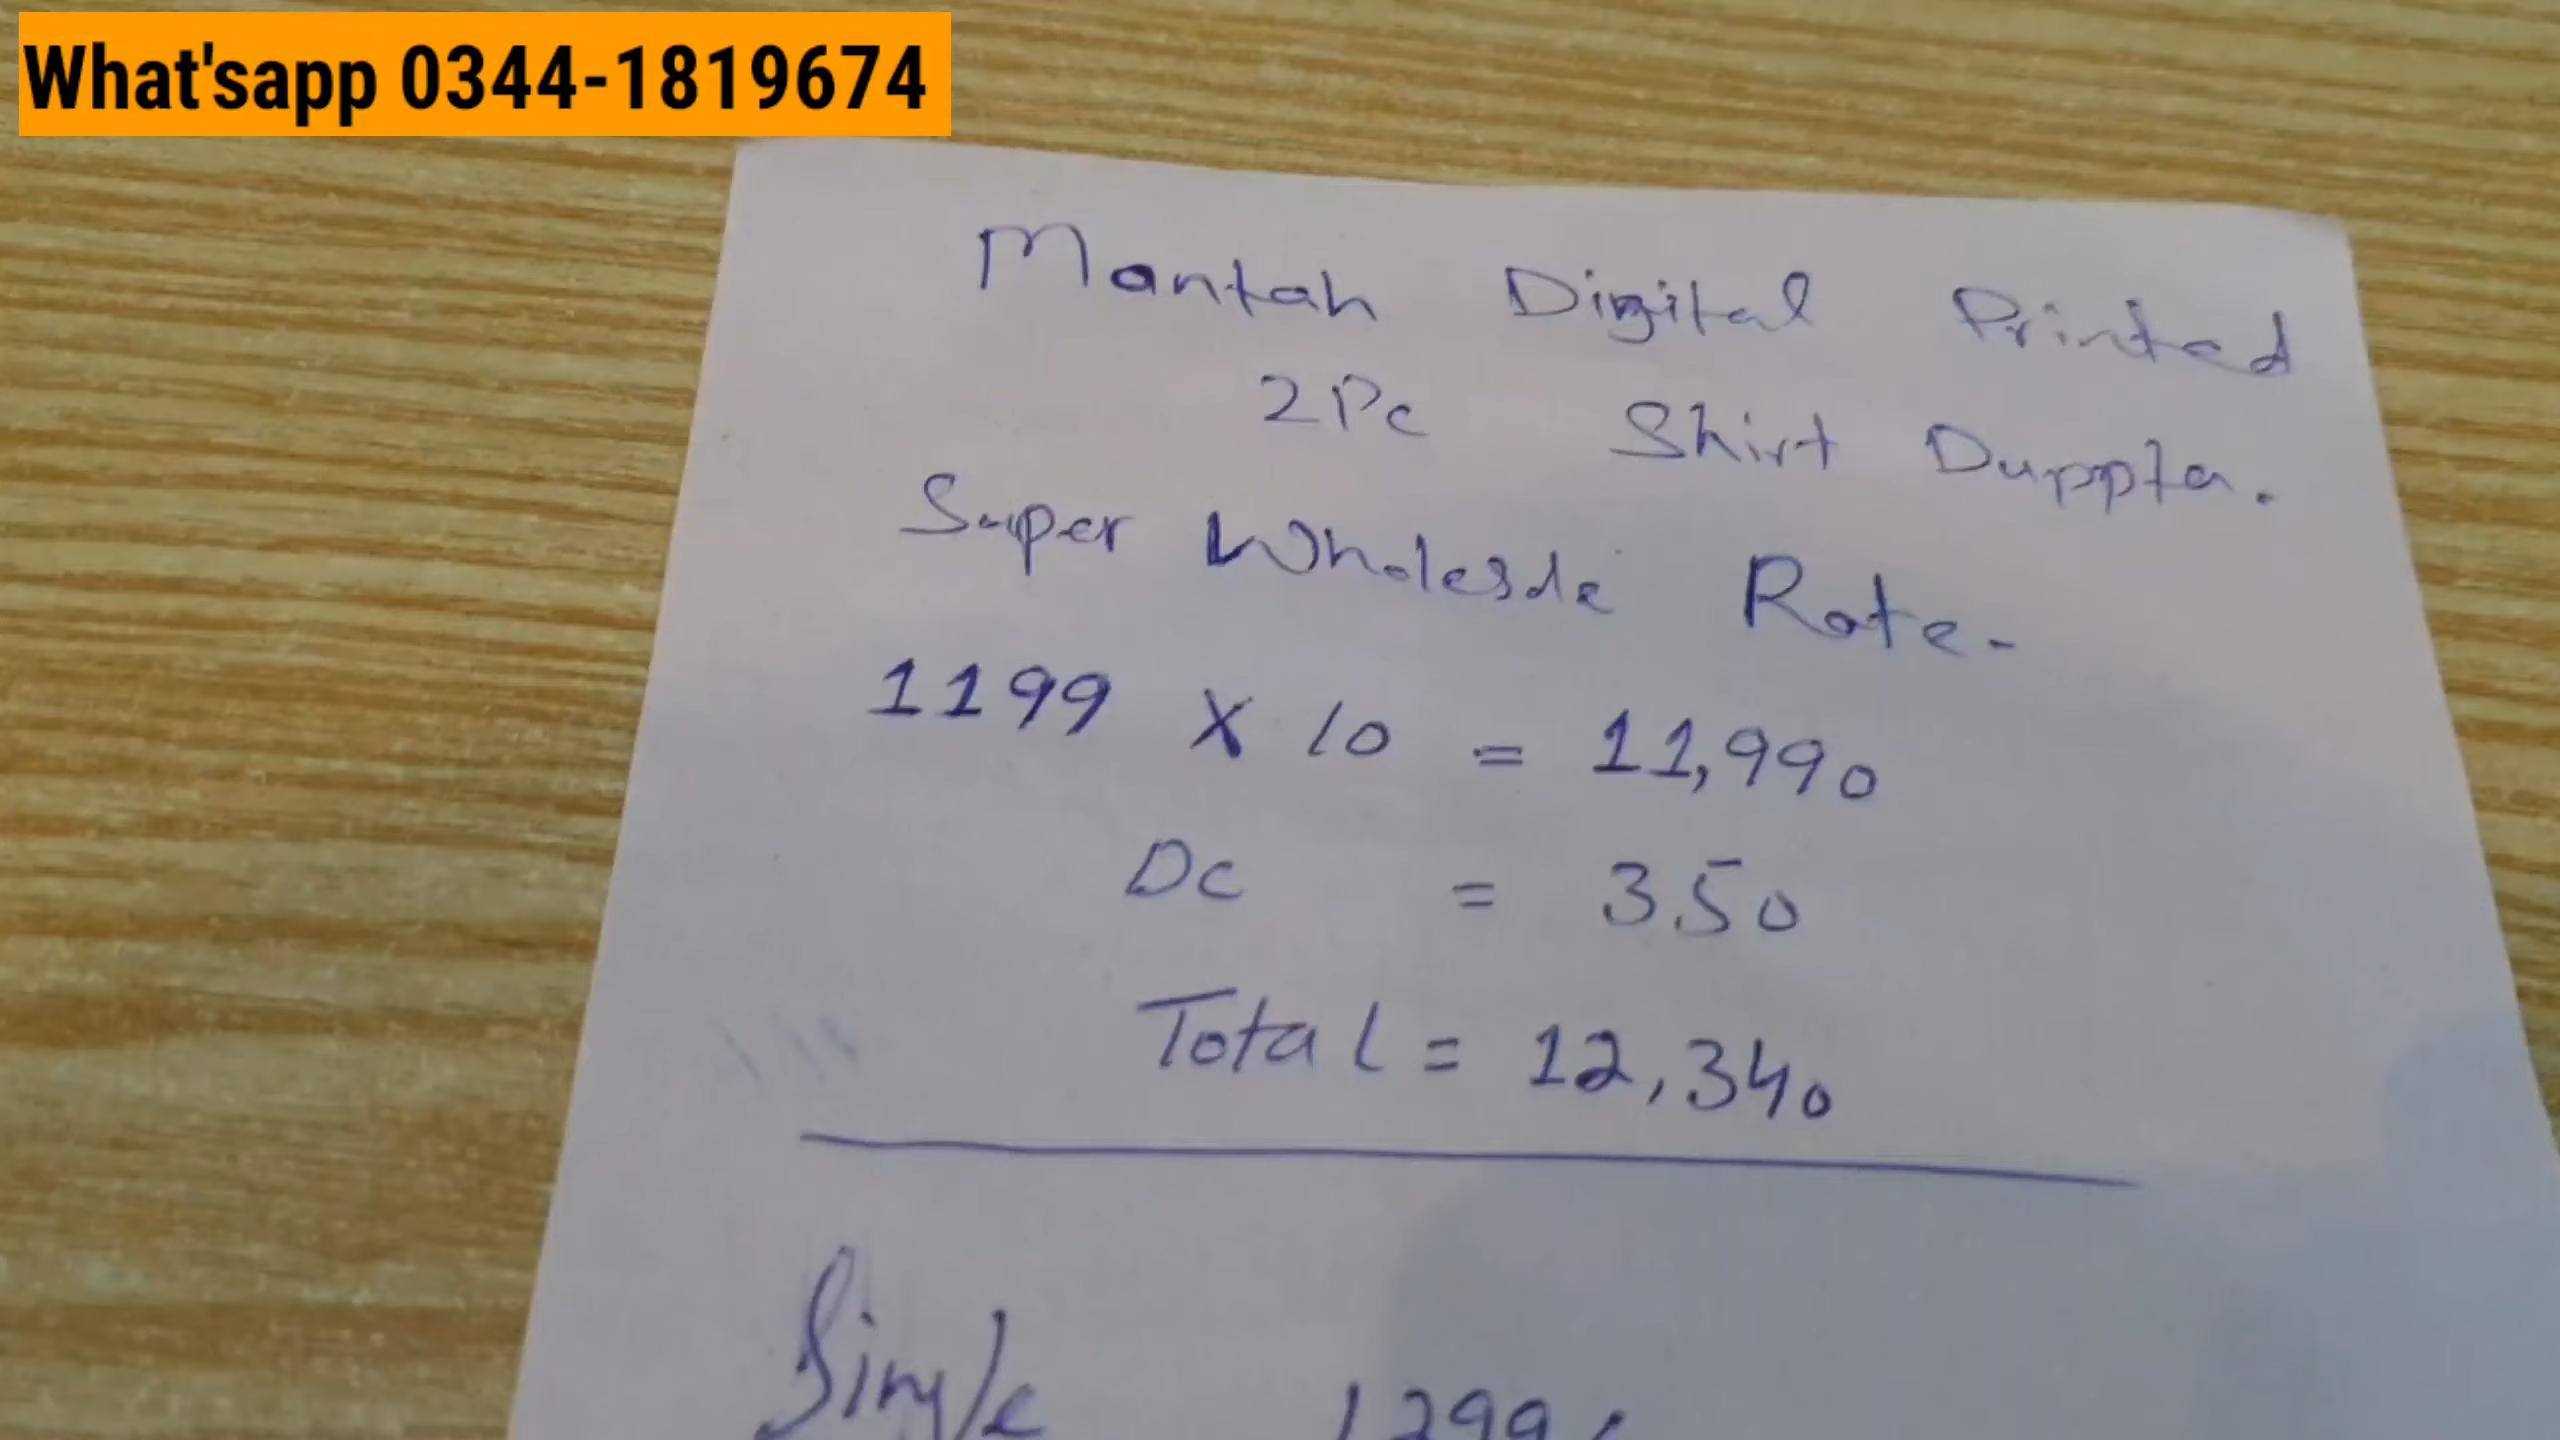 What'sapp 0344-1819674
Mantah Digital Printed
2Pc Shirt Duppta.
Super Wholesale Rate-
1199 X 10 = 11,990
Dc = 350
Total = 12,340
Single 1299